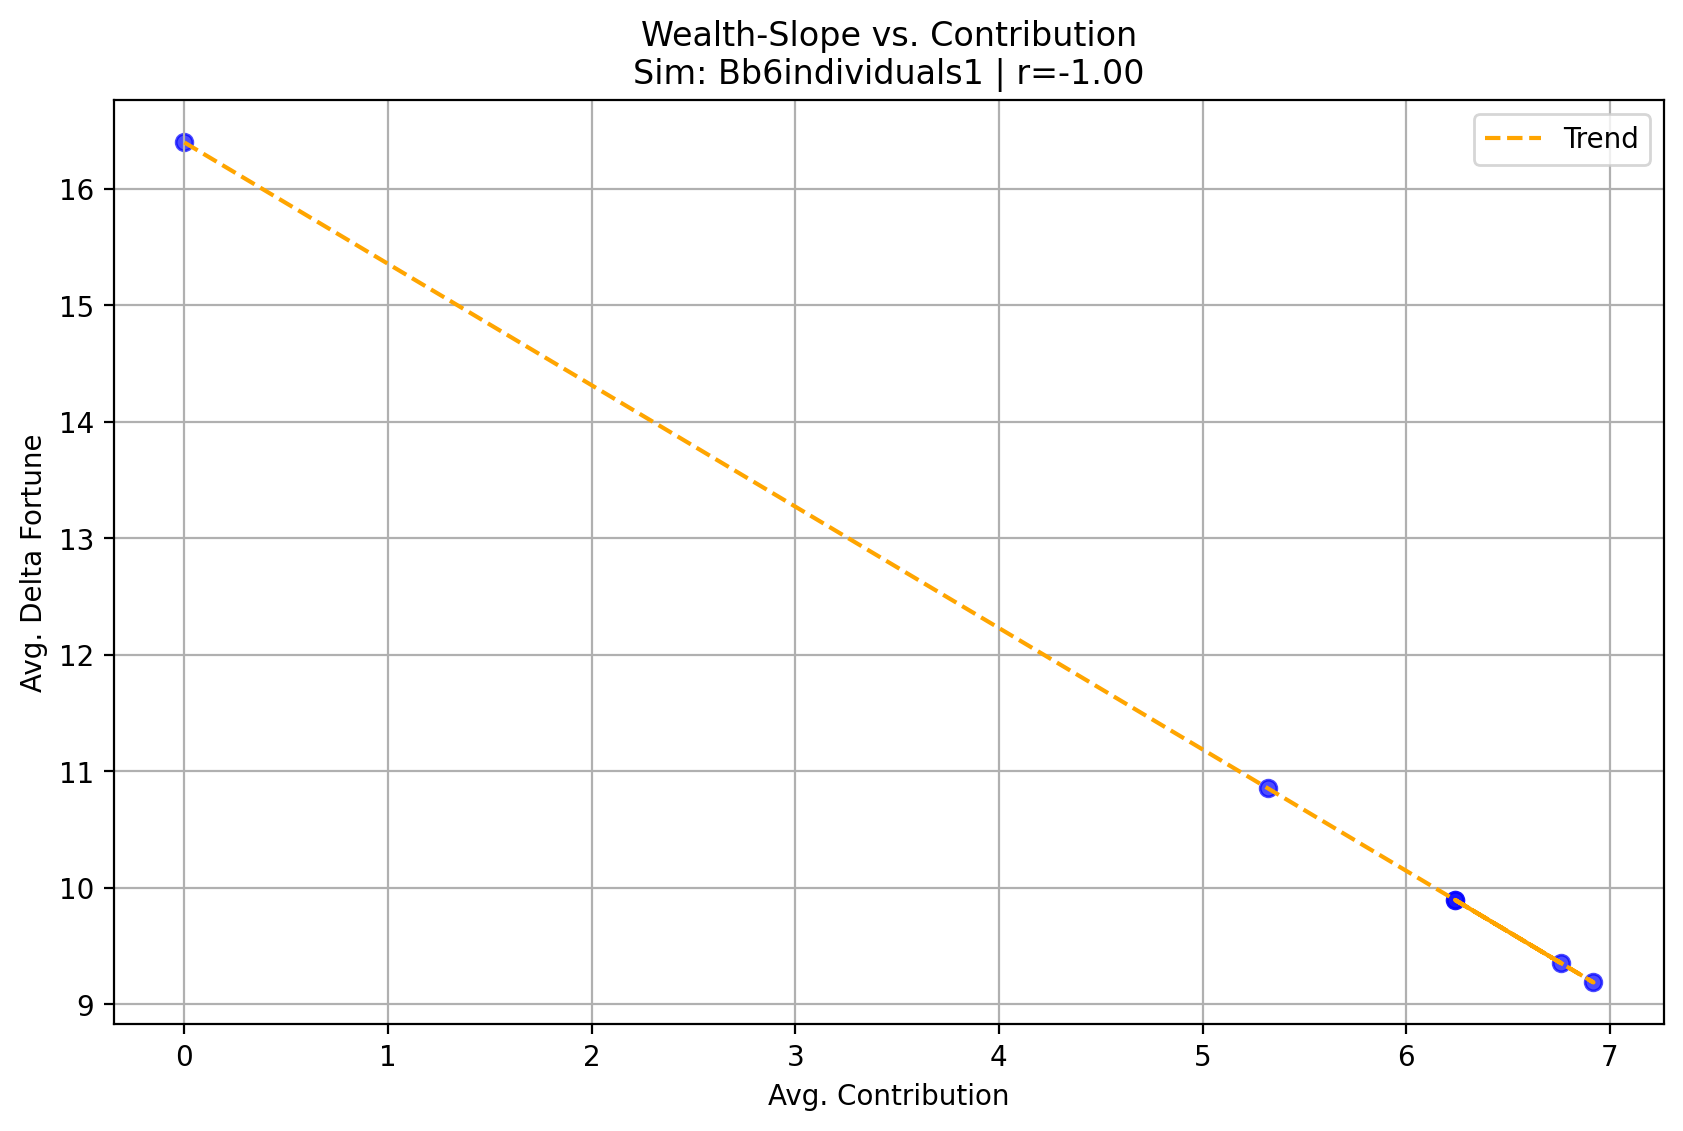 Wealth-Slope vs. Contribution
Sim: Bb6individuals1 | r=-1.00
Trend
16
15
14
13
12
11
10
9
Avg. Delta Fortune
0 1 2 3 4 5 6 7
Avg. Contribution